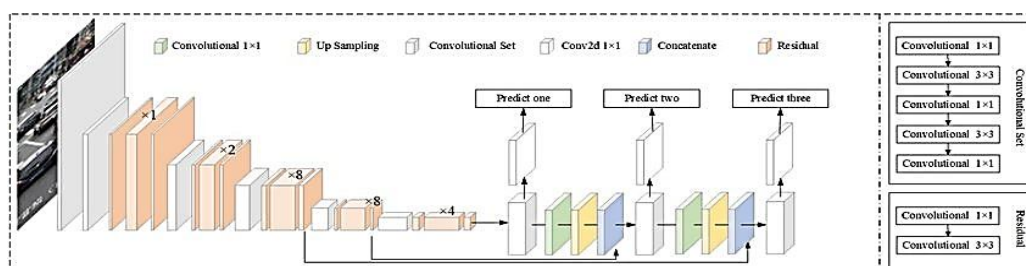 Convolutional 1×1 Up Sampling Convolutional Set Conv2d 1×1 Concatenate Residual
×1
×2
×8
×8
×4
Predict one Predict two Predict three
Convolutional 1×1
Convolutional 3×3
Convolutional 1×1
Convolutional 3×3
Convolutional 1×1
Convolutional Set
Convolutional 1×1
Convolutional 3×3
Residual